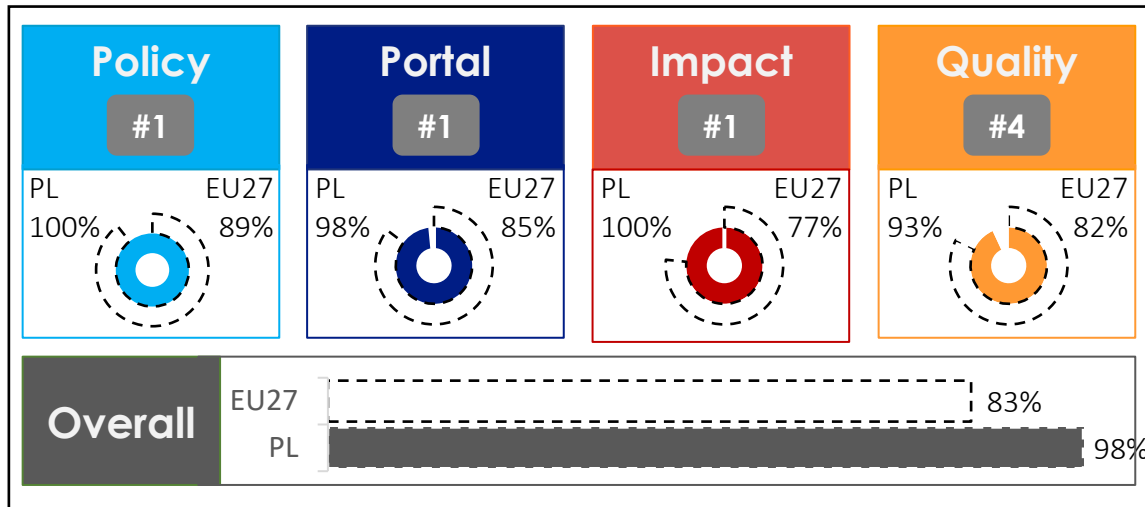 Policy
#1
PL EU27
100% 89%
Portal
#1
PL EU27
98% 85%
Impact
#1
PL EU27
100% 77%
Quality
#4
PL EU27
93% 82%
Overall
EU27 83%
PL 98%